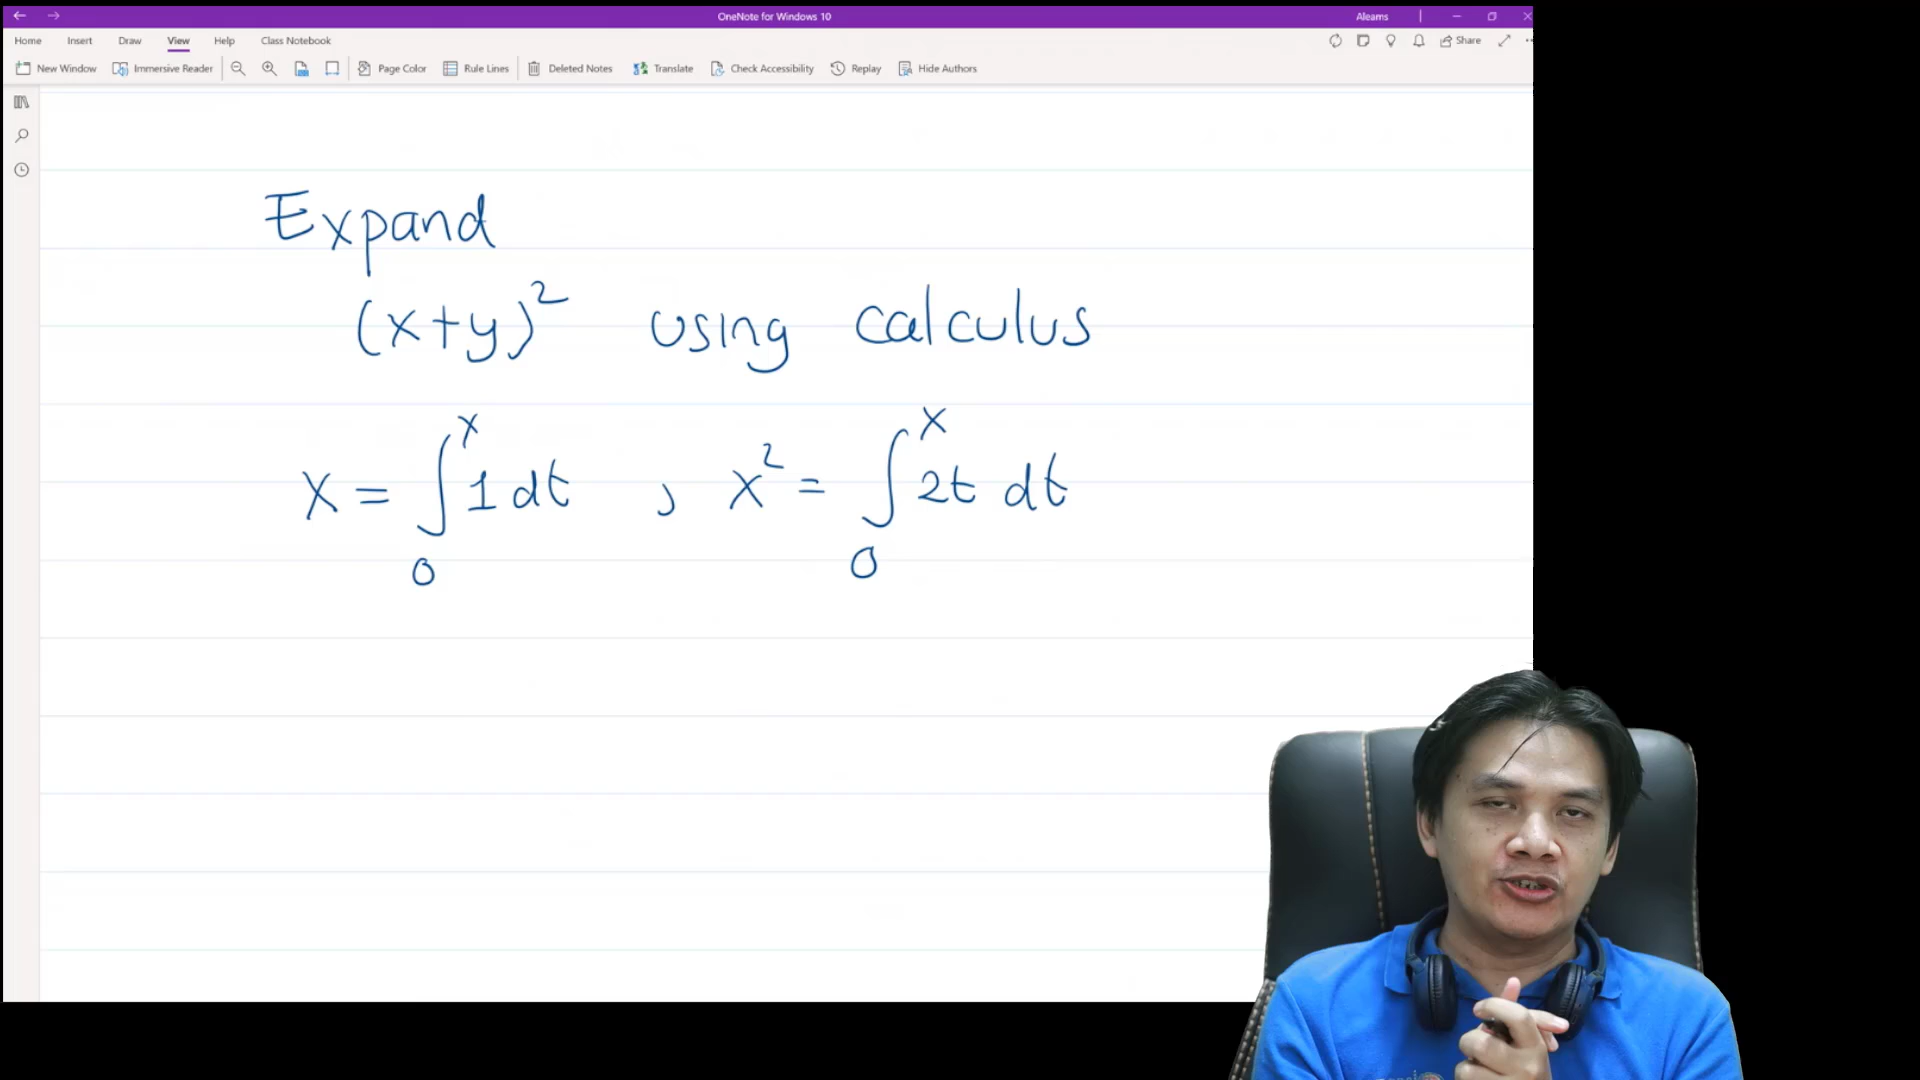 OneNote for Windows 10
Aleams
Home Insert Draw View Help Class Notebook
Share
New Window Immersive Reader Page Color Rule Lines Deleted Notes Translate Check Accessibility Replay Hide Authors
Expand
(x+y)² using calculus
x = ∫₀ˣ 1 dt , x² = ∫₀ˣ 2t dt